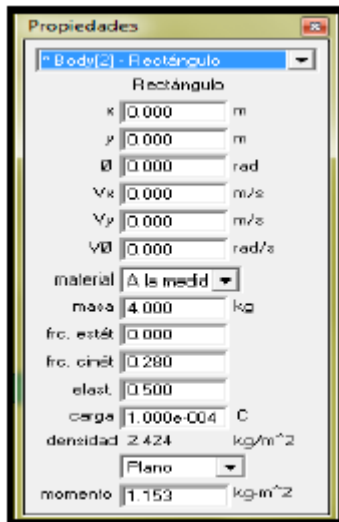 Propiedades
* Body[2] - Rectángulo
Rectángulo
x 0.000 m
y 0.000 m
Ø 0.000 rad
Vx 0.000 m/s
Vy 0.000 m/s
VØ 0.000 rad/s
material A la medid
masa 4.000 kg
frc. estát 0.000
frc. cinét 0.280
elast. 0.500
carga 1.000e-004 C
densidad 2.424 kg/m^2
Plano
momento 1.153 kg-m^2